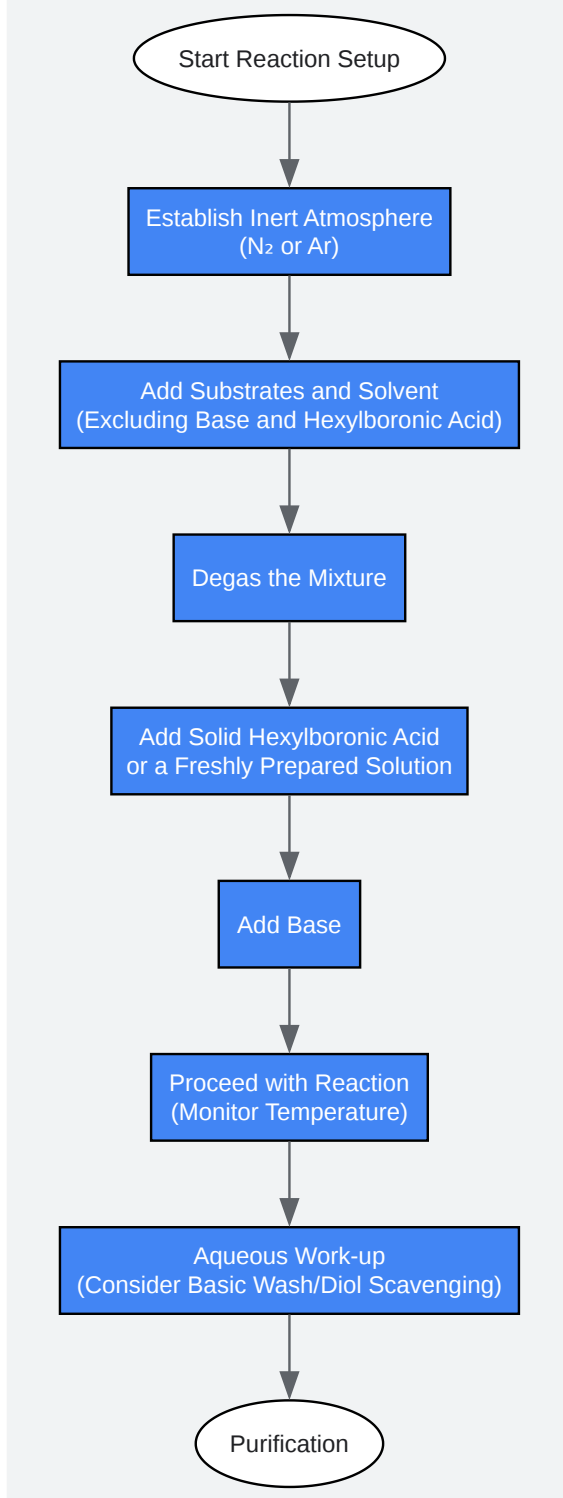 Start Reaction Setup
Establish Inert Atmosphere
(N₂ or Ar)
Add Substrates and Solvent
(Excluding Base and Hexylboronic Acid)
Degas the Mixture
Add Solid Hexylboronic Acid
or a Freshly Prepared Solution
Add Base
Proceed with Reaction
(Monitor Temperature)
Aqueous Work-up
(Consider Basic Wash/Diol Scavenging)
Purification